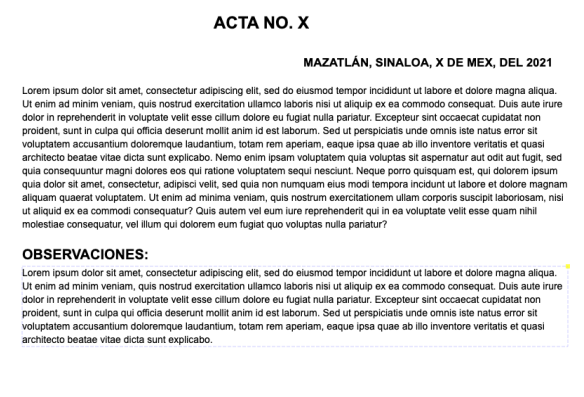 ACTA NO. X
MAZATLÁN, SINALOA, X DE MEX, DEL 2021
Lorem ipsum dolor sit amet, consectetur adipiscing elit, sed do eiusmod tempor incididunt ut labore et dolore magna aliqua.
Ut enim ad minim veniam, quis nostrud exercitation ullamco laboris nisi ut aliquip ex ea commodo consequat. Duis aute irure
dolor in reprehenderit in voluptate velit esse cillum dolore eu fugiat nulla pariatur. Excepteur sint occaecat cupidatat non
proident, sunt in culpa qui officia deserunt mollit anim id est laborum. Sed ut perspiciatis unde omnis iste natus error sit
voluptatem accusantium doloremque laudantium, totam rem aperiam, eaque ipsa quae ab illo inventore veritatis et quasi
architecto beatae vitae dicta sunt explicabo. Nemo enim ipsam voluptatem quia voluptas sit aspernatur aut odit aut fugit, sed
quia consequuntur magni dolores eos qui ratione voluptatem sequi nesciunt. Neque porro quisquam est, qui dolorem ipsum
quia dolor sit amet, consectetur, adipisci velit, sed quia non numquam eius modi tempora incidunt ut labore et dolore magnam
aliquam quaerat voluptatem. Ut enim ad minima veniam, quis nostrum exercitationem ullam corporis suscipit laboriosam, nisi
ut aliquid ex ea commodi consequatur? Quis autem vel eum iure reprehenderit qui in ea voluptate velit esse quam nihil
molestiae consequatur, vel illum qui dolorem eum fugiat quo voluptas nulla pariatur?
OBSERVACIONES:
Lorem ipsum dolor sit amet, consectetur adipiscing elit, sed do eiusmod tempor incididunt ut labore et dolore magna aliqua.
Ut enim ad minim veniam, quis nostrud exercitation ullamco laboris nisi ut aliquip ex ea commodo consequat. Duis aute irure
dolor in reprehenderit in voluptate velit esse cillum dolore eu fugiat nulla pariatur. Excepteur sint occaecat cupidatat non
proident, sunt in culpa qui officia deserunt mollit anim id est laborum. Sed ut perspiciatis unde omnis iste natus error sit
voluptatem accusantium doloremque laudantium, totam rem aperiam, eaque ipsa quae ab illo inventore veritatis et quasi
architecto beatae vitae dicta sunt explicabo.